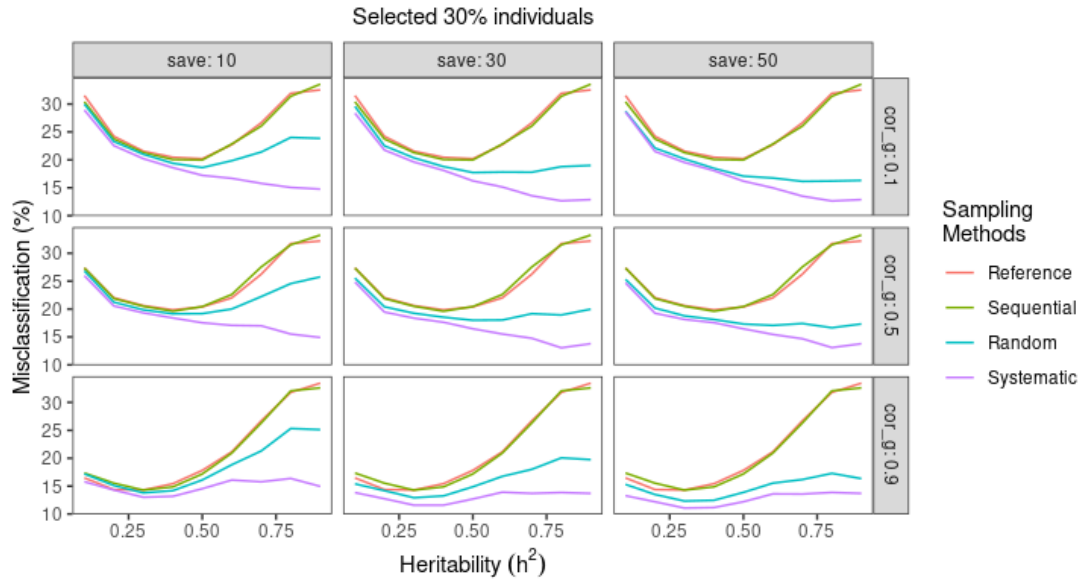 Selected 30% individuals
save: 10
save: 30
save: 50
Misclassification (%)
30
25
20
15
10
cor_g: 0.1
30
25
20
15
10
cor_g: 0.5
30
25
20
15
10
cor_g: 0.9
0.25 0.50 0.75
0.25 0.50 0.75
0.25 0.50 0.75
Heritability (h²)
Sampling
Methods
Reference
Sequential
Random
Systematic